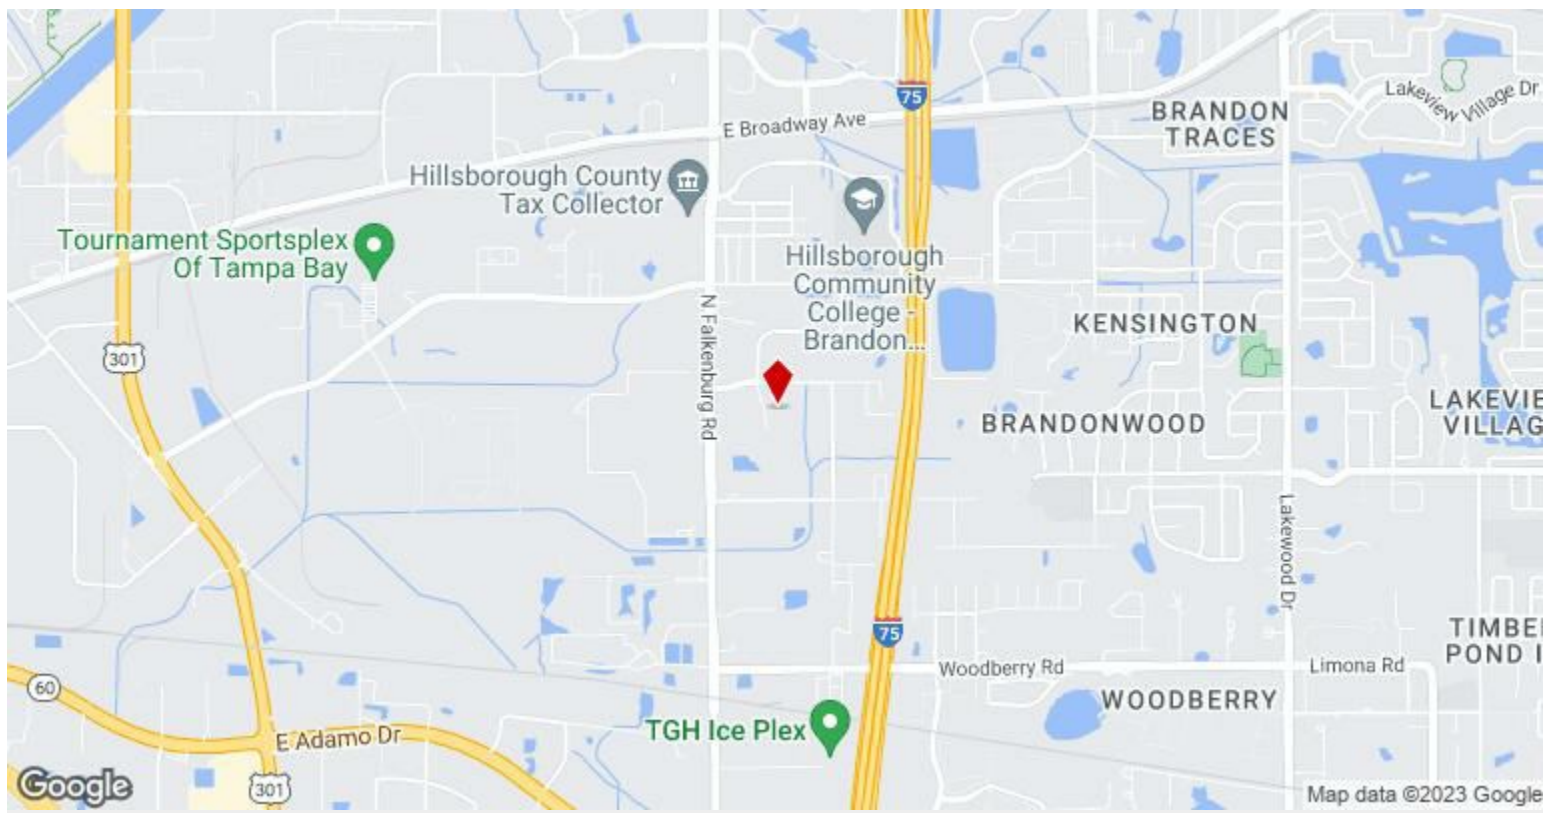 75
E Broadway Ave
BRANDON
TRACES
Lakeview Village Dr
Hillsborough County
Tax Collector
Tournament Sportsplex
Of Tampa Bay
Hillsborough
Community
College -
Brandon...
N Falkenburg Rd
KENSINGTON
301
BRANDONWOOD
LAKEVIE
VILLAG
Lakewood Dr
75
TIMBE
POND I
Woodberry Rd
Limona Rd
60
WOODBERRY
TGH Ice Plex
E Adamo Dr
301
Google
Map data ©2023 Google